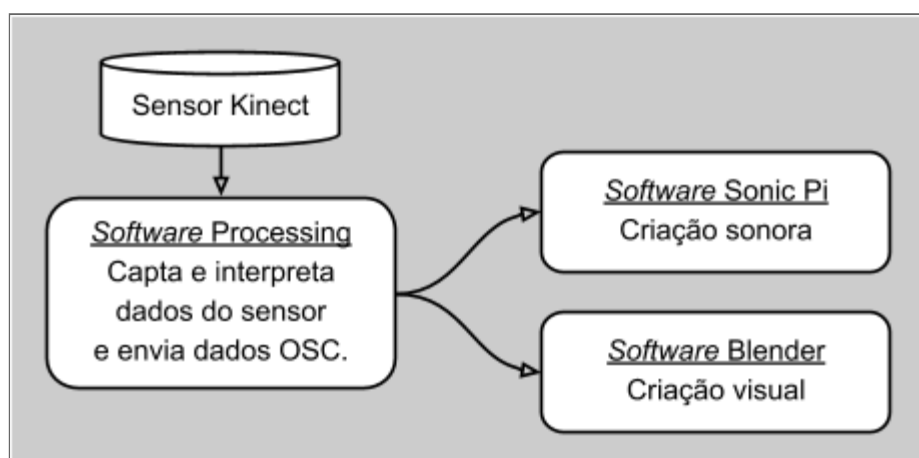 Sensor Kinect
Software Processing
Capta e interpreta
dados do sensor
e envia dados OSC.
Software Sonic Pi
Criação sonora
Software Blender
Criação visual